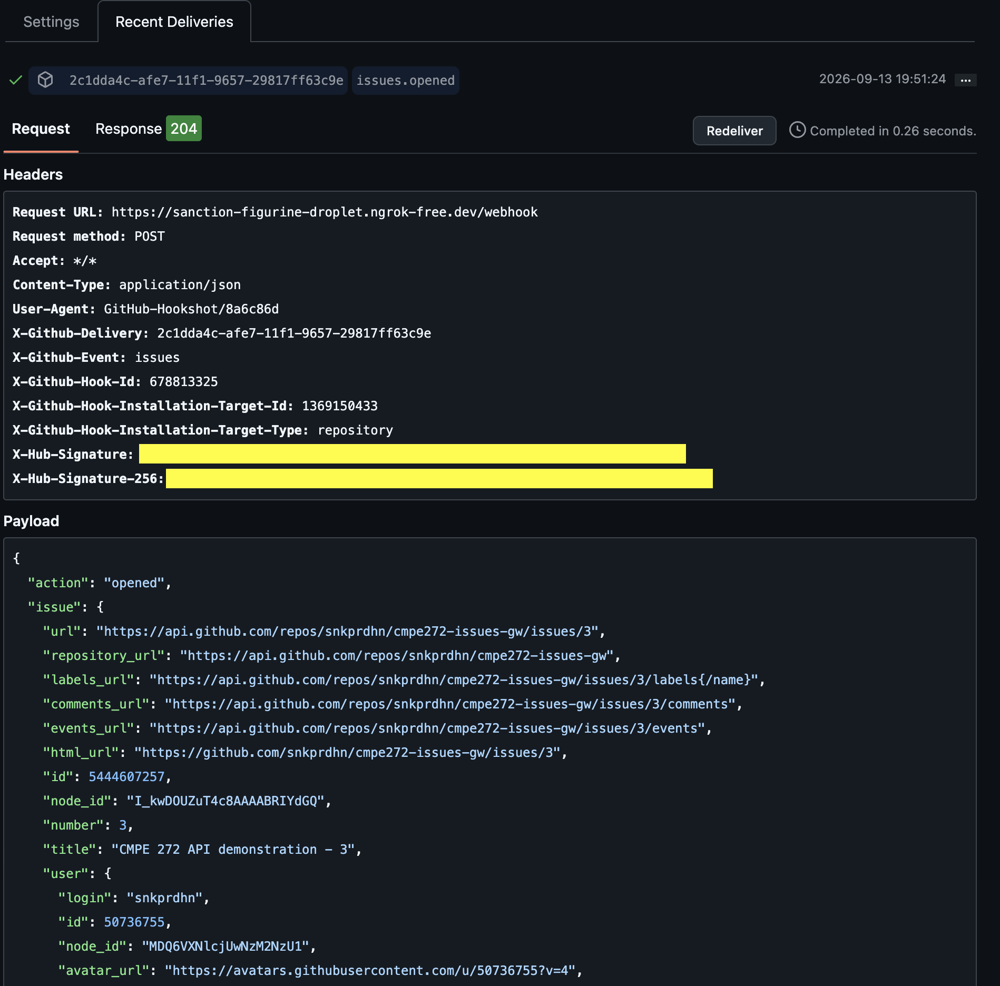 Settings
Recent Deliveries
2c1dda4c-afe7-11f1-9657-29817ff63c9e issues.opened 2026-09-13 19:51:24 ...
Request Response 204 Redeliver Completed in 0.26 seconds.
Headers
Request URL: https://sanction-figurine-droplet.ngrok-free.dev/webhook
Request method: POST
Accept: */*
Content-Type: application/json
User-Agent: GitHub-Hookshot/8a6c86d
X-Github-Delivery: 2c1dda4c-afe7-11f1-9657-29817ff63c9e
X-Github-Event: issues
X-Github-Hook-Id: 678813325
X-Github-Hook-Installation-Target-Id: 1369150433
X-Github-Hook-Installation-Target-Type: repository
X-Hub-Signature:
X-Hub-Signature-256:
Payload
{
  "action": "opened",
  "issue": {
    "url": "https://api.github.com/repos/snkprdhn/cmpe272-issues-gw/issues/3",
    "repository_url": "https://api.github.com/repos/snkprdhn/cmpe272-issues-gw",
    "labels_url": "https://api.github.com/repos/snkprdhn/cmpe272-issues-gw/issues/3/labels{/name}",
    "comments_url": "https://api.github.com/repos/snkprdhn/cmpe272-issues-gw/issues/3/comments",
    "events_url": "https://api.github.com/repos/snkprdhn/cmpe272-issues-gw/issues/3/events",
    "html_url": "https://github.com/snkprdhn/cmpe272-issues-gw/issues/3",
    "id": 5444607257,
    "node_id": "I_kwDOUZuT4c8AAAABRIYdGQ",
    "number": 3,
    "title": "CMPE 272 API demonstration - 3",
    "user": {
      "login": "snkprdhn",
      "id": 50736755,
      "node_id": "MDQ6VXNlcjUwNzM2NzU1",
      "avatar_url": "https://avatars.githubusercontent.com/u/50736755?v=4",